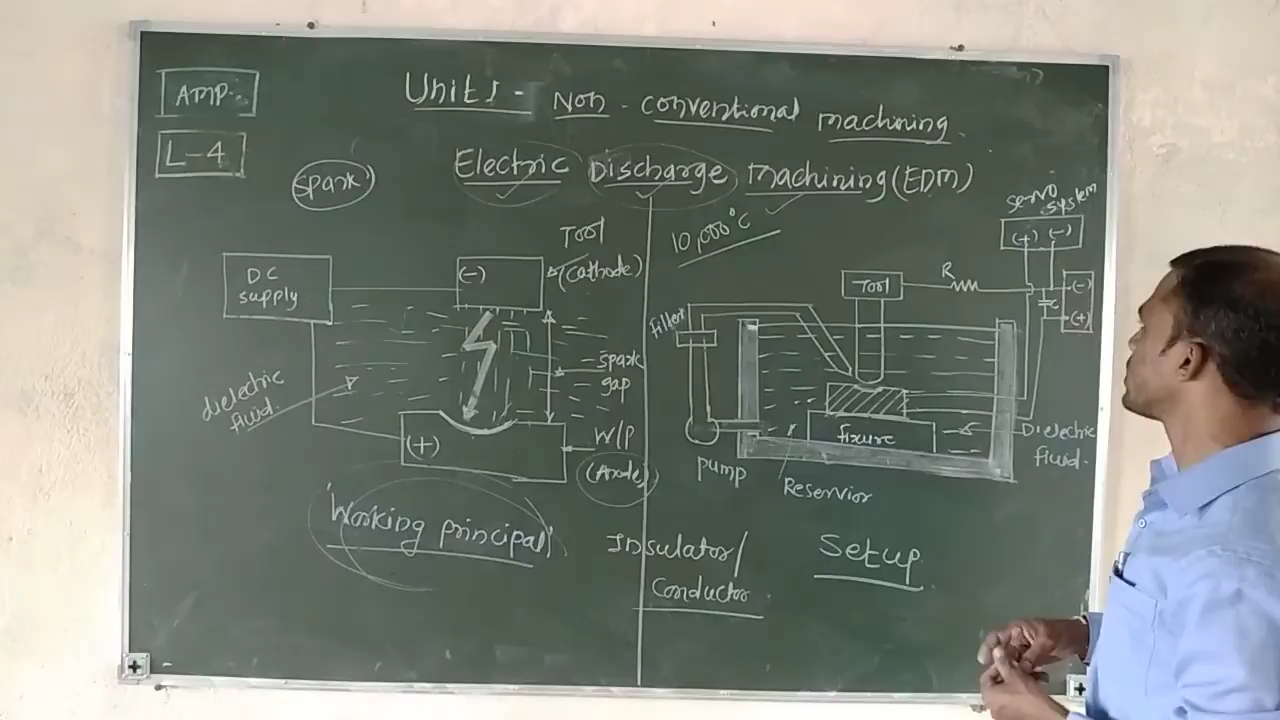 AMP
L-4
Unit 5 - Non-conventional machining.
Electric Discharge machining (EDM)
Spark
Tool
(Cathode)
(-)
DC
supply
dielectric
fluid.
spark
gap
(+)
W/P
(Anode)
Working principal
10,000°C
Servo
system
(+) (-)
Tool
R
(-)
c
(+)
Filter
fixure
Dielectric
fluid.
pump
Reservior
Insulator/
Conductor.
Setup